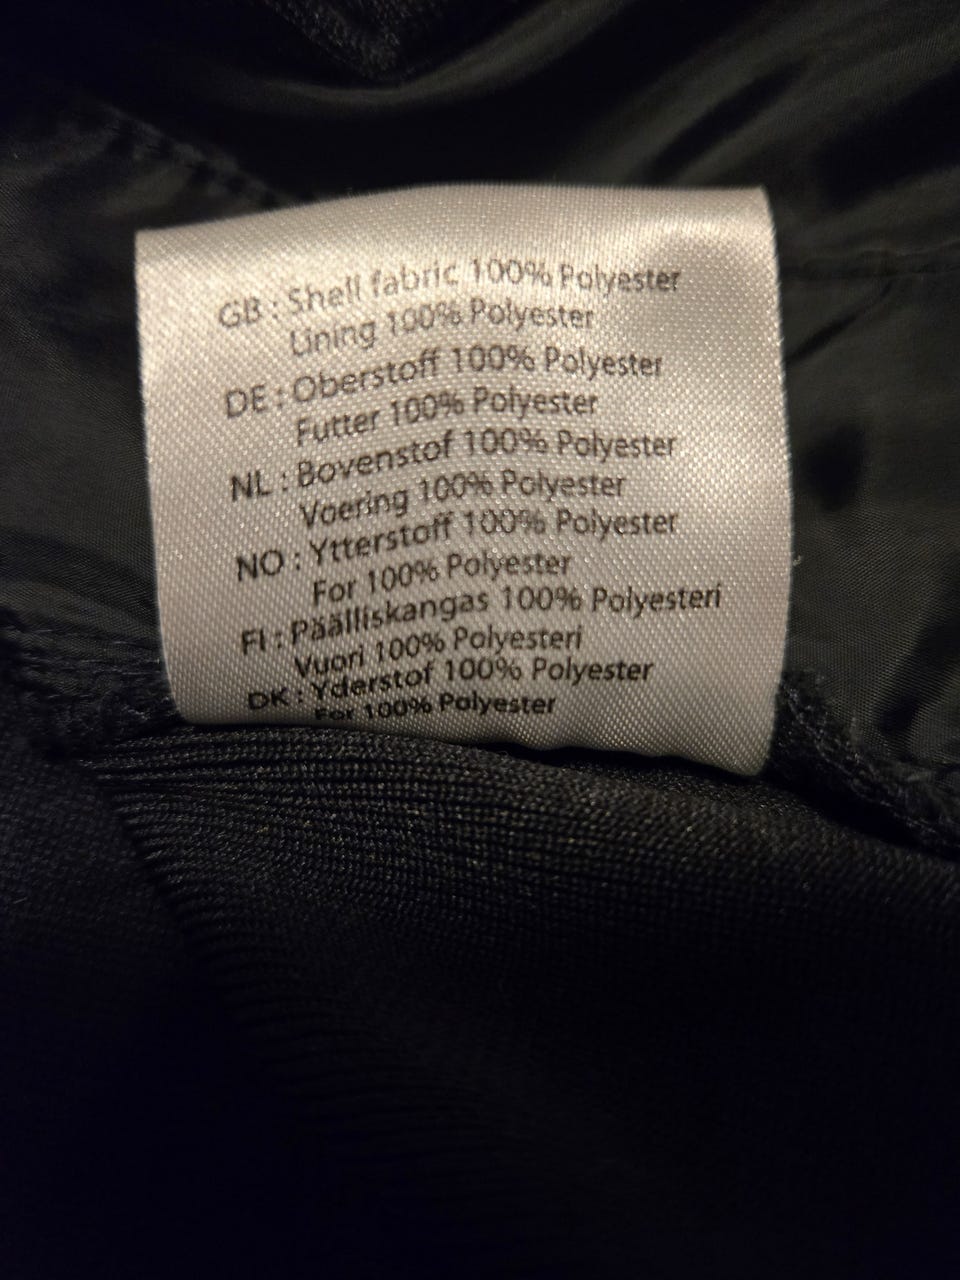 GB : Shell fabric 100% Polyester
Lining 100% Polyester
DE : Oberstoff 100% Polyester
Futter 100% Polyester
NL : Bovenstof 100% Polyester
Voering 100% Polyester
NO : Ytterstoff 100% Polyester
For 100% Polyester
FI : Päälliskangas 100% Polyesteri
Vuori 100% Polyesteri
DK : Yderstof 100% Polyester
For 100% Polyester